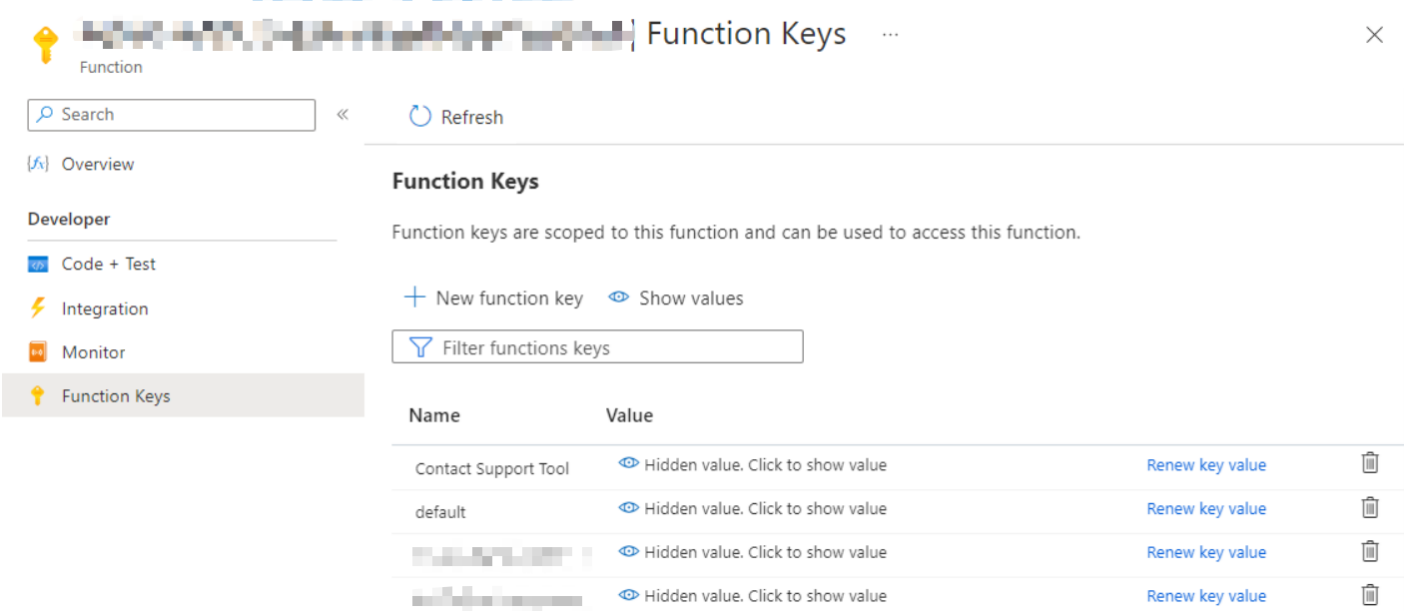 Function Keys ...
Function
Search «
Refresh
{fx} Overview
Function Keys
Developer
Function keys are scoped to this function and can be used to access this function.
Code + Test
New function key Show values
Integration
Filter functions keys
Monitor
Function Keys
Name Value
Contact Support Tool Hidden value. Click to show value Renew key value
default Hidden value. Click to show value Renew key value
Hidden value. Click to show value Renew key value
Hidden value. Click to show value Renew key value